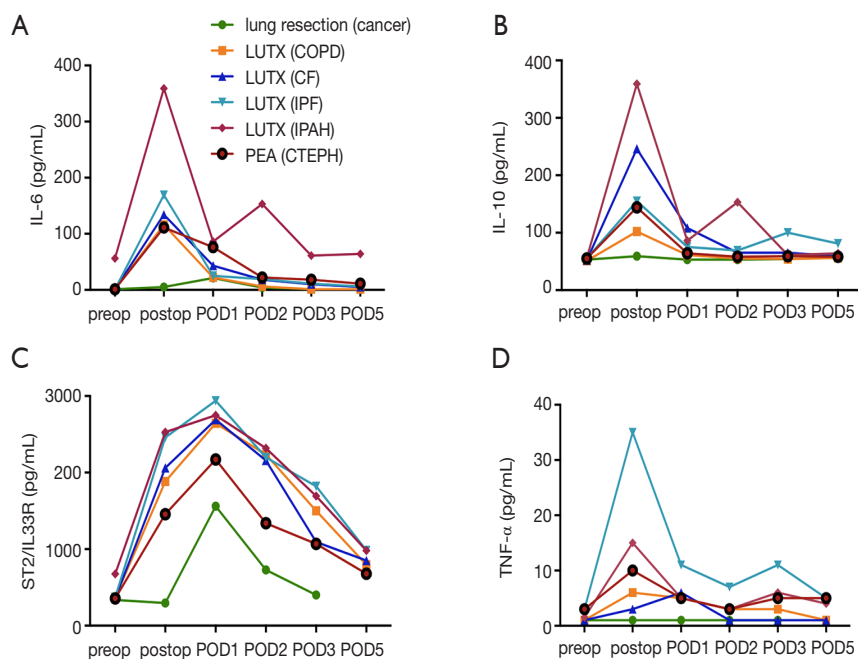 A
lung resection (cancer)
LUTX (COPD)
LUTX (CF)
LUTX (IPF)
LUTX (IPAH)
PEA (CTEPH)
IL-6 (pg/mL)
400
300
200
100
0
preop postop POD1 POD2 POD3 POD5
B
IL-10 (pg/mL)
400
300
200
100
0
preop postop POD1 POD2 POD3 POD5
C
ST2/IL33R (pg/mL)
3000
200
1000
0
preop postop POD1 POD2 POD3 POD5
D
TNF-α (pg/mL)
40
30
20
10
0
preop postop POD1 POD2 POD3 POD5